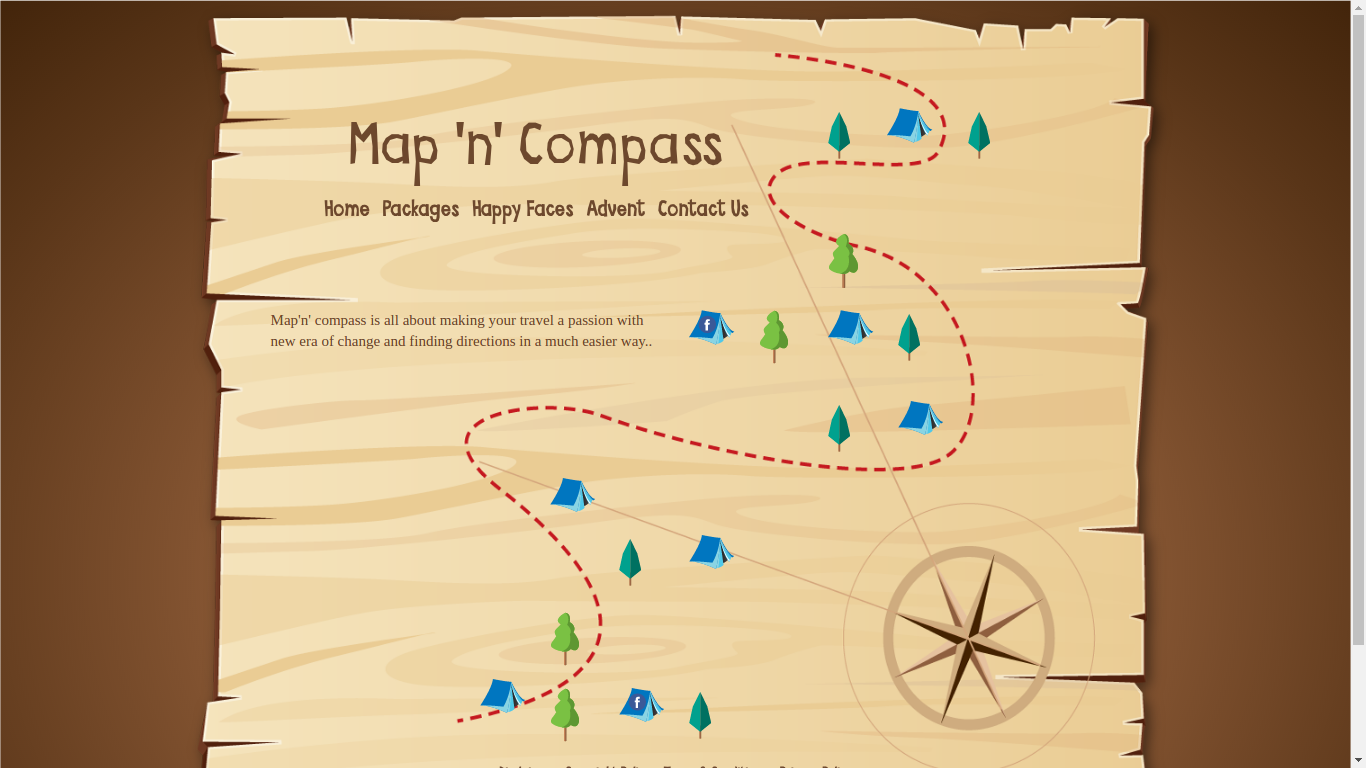 Map 'n' Compass
Home Packages Happy Faces Advent Contact Us
Map'n' compass is all about making your travel a passion with
new era of change and finding directions in a much easier way..
f
f